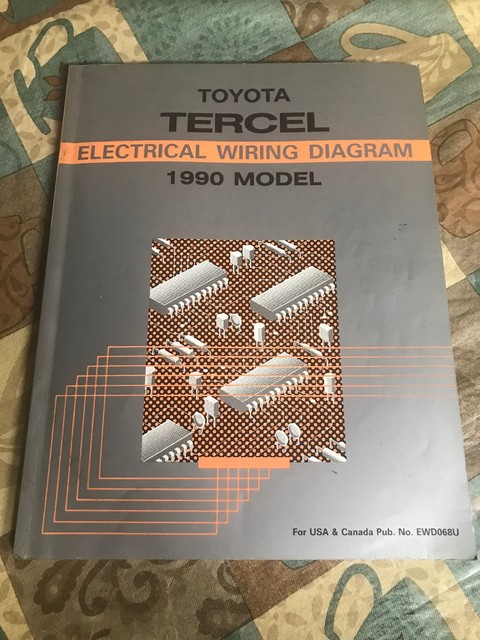 TOYOTA
TERCEL
ELECTRICAL WIRING DIAGRAM
1990 MODEL
For USA & Canada Pub. No. EWD068U